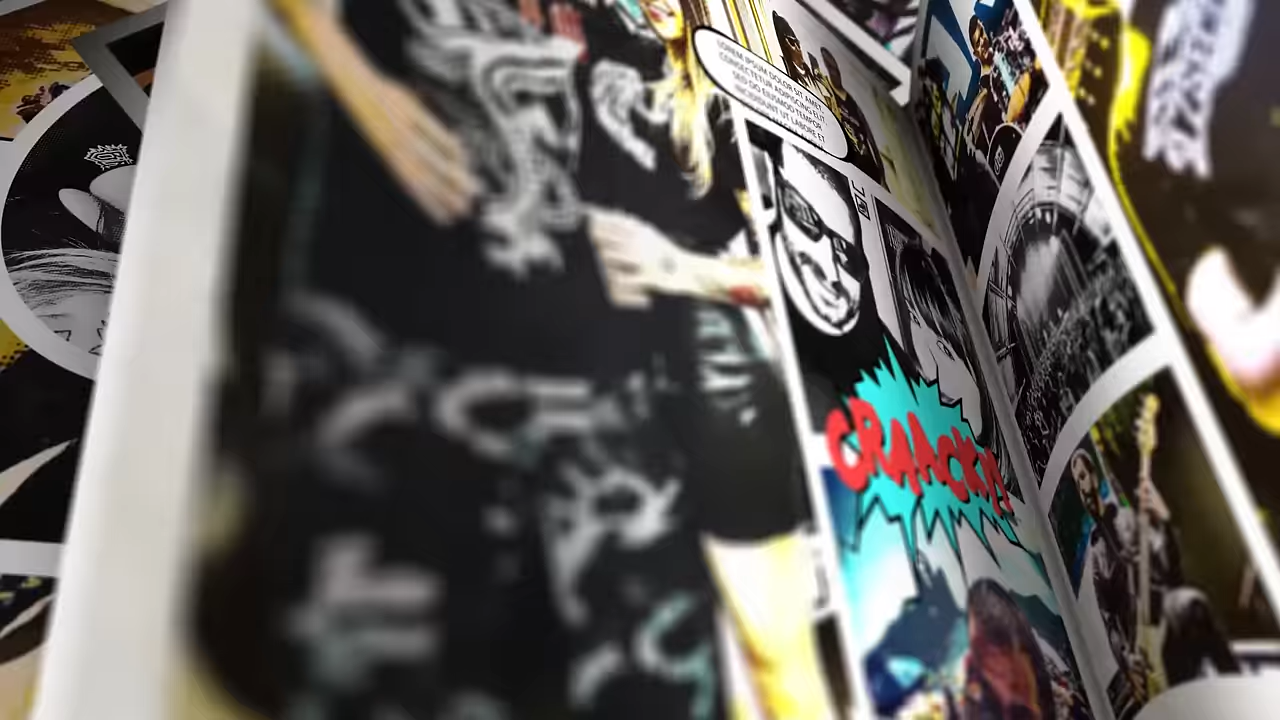 LOREM IPSUM DOLOR SIT AMET,
CONSECTETUR ADIPISCING ELIT
SED DO EIUSMOD TEMPOR
INCIDIDUNT UT LABORE ET
CRAACK!!